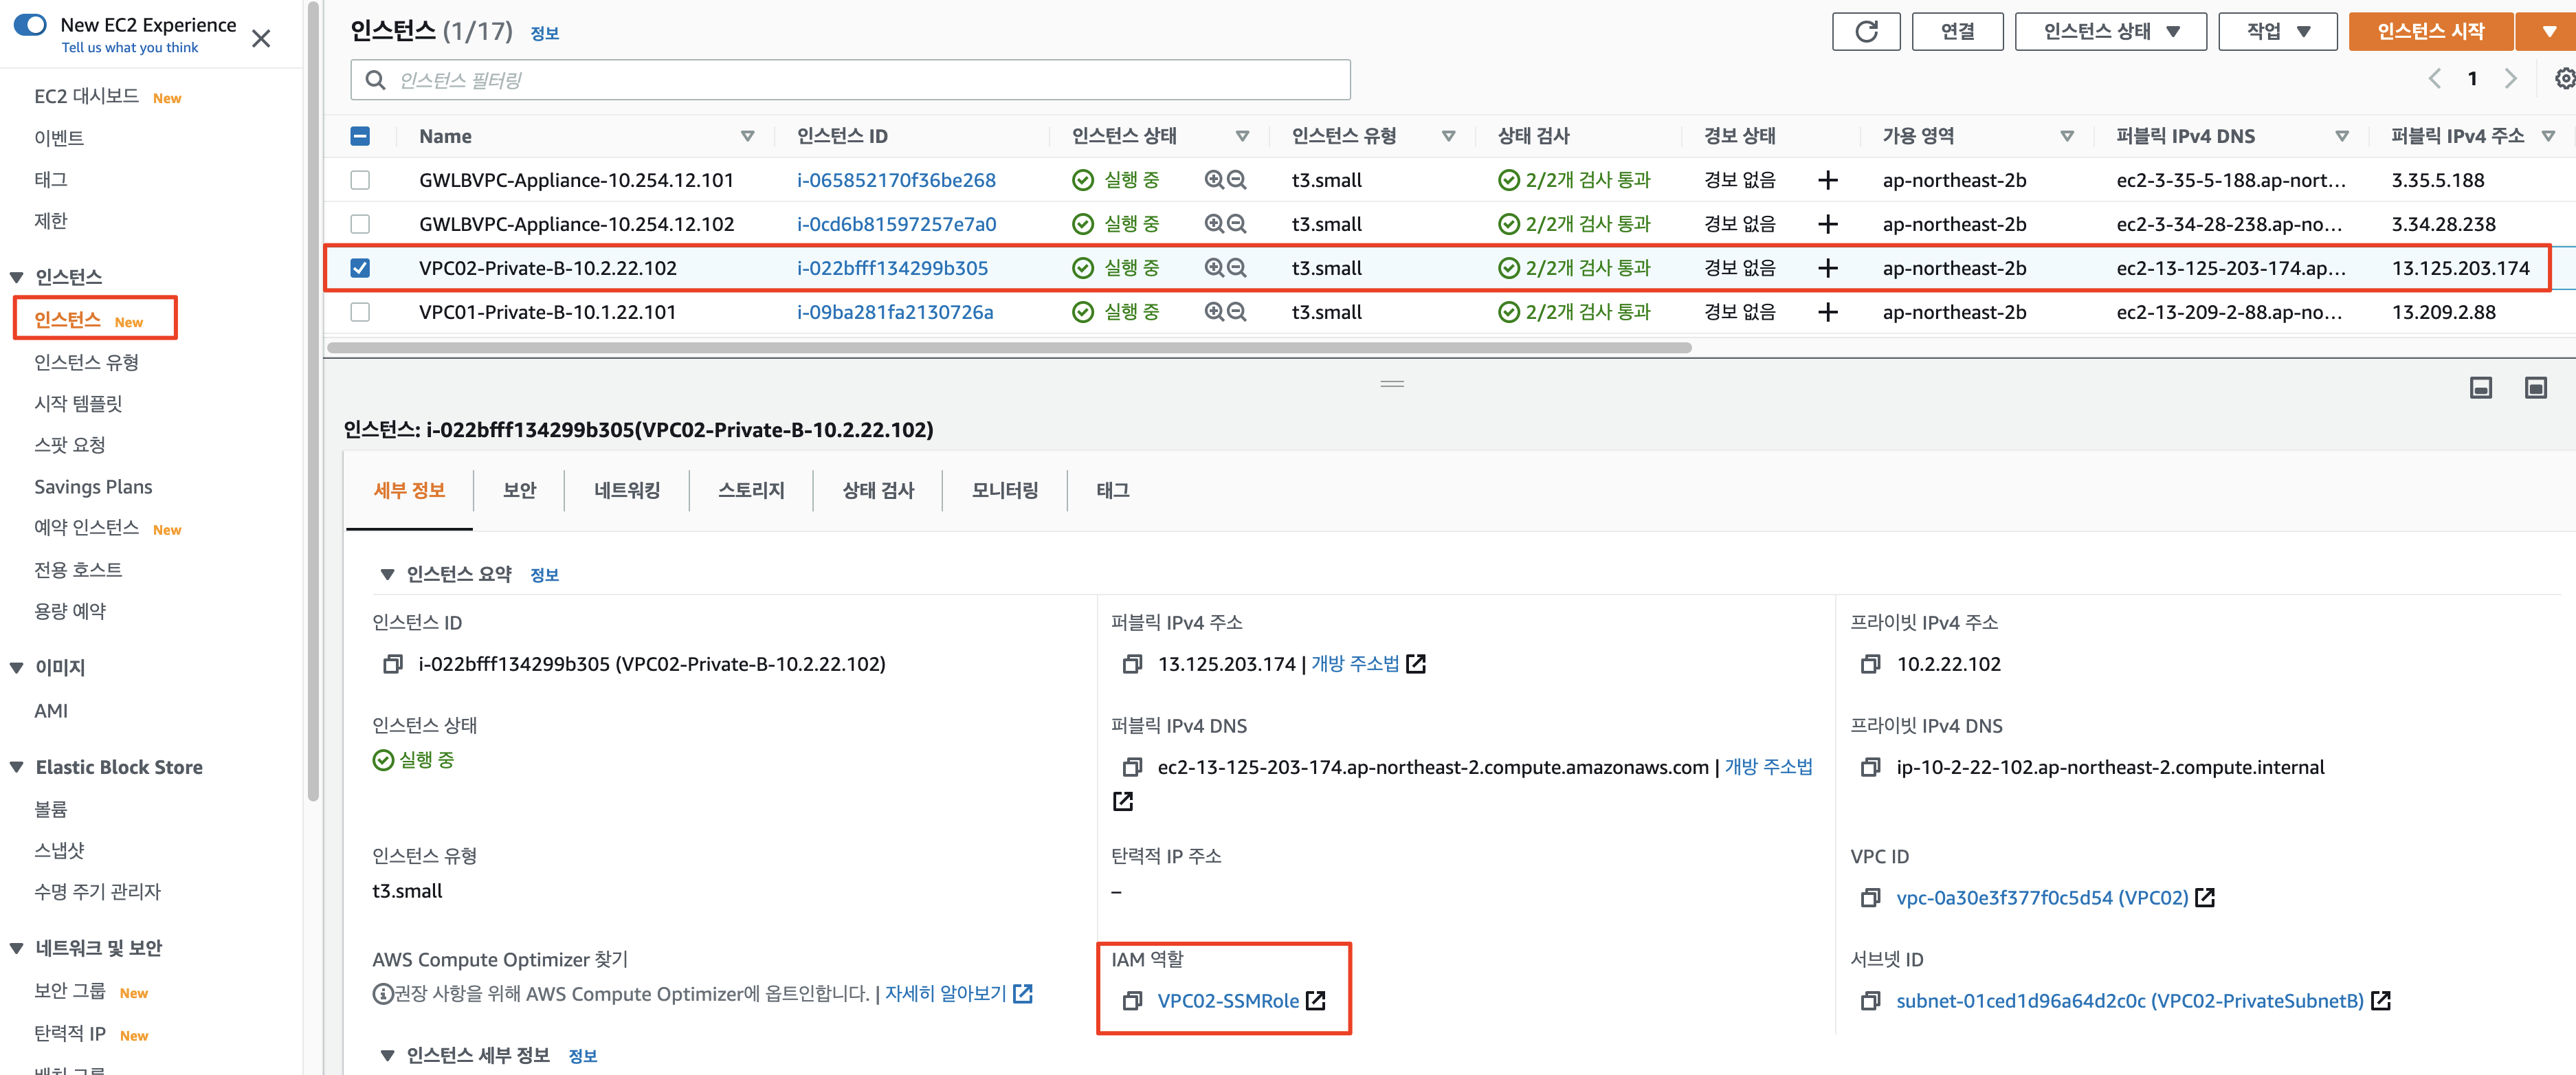 New EC2 Experience
Tell us what you think
EC2 대시보드 New
이벤트
태그
제한
인스턴스
인스턴스 New
인스턴스 유형
시작 템플릿
스팟 요청
Savings Plans
예약 인스턴스 New
전용 호스트
용량 예약
이미지
AMI
Elastic Block Store
볼륨
스냅샷
수명 주기 관리자
네트워크 및 보안
보안 그룹 New
탄력적 IP New
인스턴스 (1/17) 정보
연결
인스턴스 상태
작업
인스턴스 시작
인스턴스 필터링
1
Name 인스턴스 ID 인스턴스 상태 인스턴스 유형 상태 검사 경보 상태 가용 영역 퍼블릭 IPv4 DNS 퍼블릭 IPv4 주소
GWLBVPC-Appliance-10.254.12.101 i-065852170f36be268 실행 중 t3.small 2/2개 검사 통과 경보 없음 ap-northeast-2b ec2-3-35-5-188.ap-nort... 3.35.5.188
GWLBVPC-Appliance-10.254.12.102 i-0cd6b81597257e7a0 실행 중 t3.small 2/2개 검사 통과 경보 없음 ap-northeast-2b ec2-3-34-28-238.ap-no... 3.34.28.238
VPC02-Private-B-10.2.22.102 i-022bfff134299b305 실행 중 t3.small 2/2개 검사 통과 경보 없음 ap-northeast-2b ec2-13-125-203-174.ap... 13.125.203.174
VPC01-Private-B-10.1.22.101 i-09ba281fa2130726a 실행 중 t3.small 2/2개 검사 통과 경보 없음 ap-northeast-2b ec2-13-209-2-88.ap-no... 13.209.2.88
인스턴스: i-022bfff134299b305(VPC02-Private-B-10.2.22.102)
세부 정보 보안 네트워킹 스토리지 상태 검사 모니터링 태그
인스턴스 요약 정보
인스턴스 ID
i-022bfff134299b305 (VPC02-Private-B-10.2.22.102)
퍼블릭 IPv4 주소
13.125.203.174 | 개방 주소법
프라이빗 IPv4 주소
10.2.22.102
인스턴스 상태
실행 중
퍼블릭 IPv4 DNS
ec2-13-125-203-174.ap-northeast-2.compute.amazonaws.com | 개방 주소법
프라이빗 IPv4 DNS
ip-10-2-22-102.ap-northeast-2.compute.internal
인스턴스 유형
t3.small
탄력적 IP 주소
–
VPC ID
vpc-0a30e3f377f0c5d54 (VPC02)
AWS Compute Optimizer 찾기
권장 사항을 위해 AWS Compute Optimizer에 옵트인합니다. | 자세히 알아보기
IAM 역할
VPC02-SSMRole
서브넷 ID
subnet-01ced1d96a64d2c0c (VPC02-PrivateSubnetB)
인스턴스 세부 정보 정보